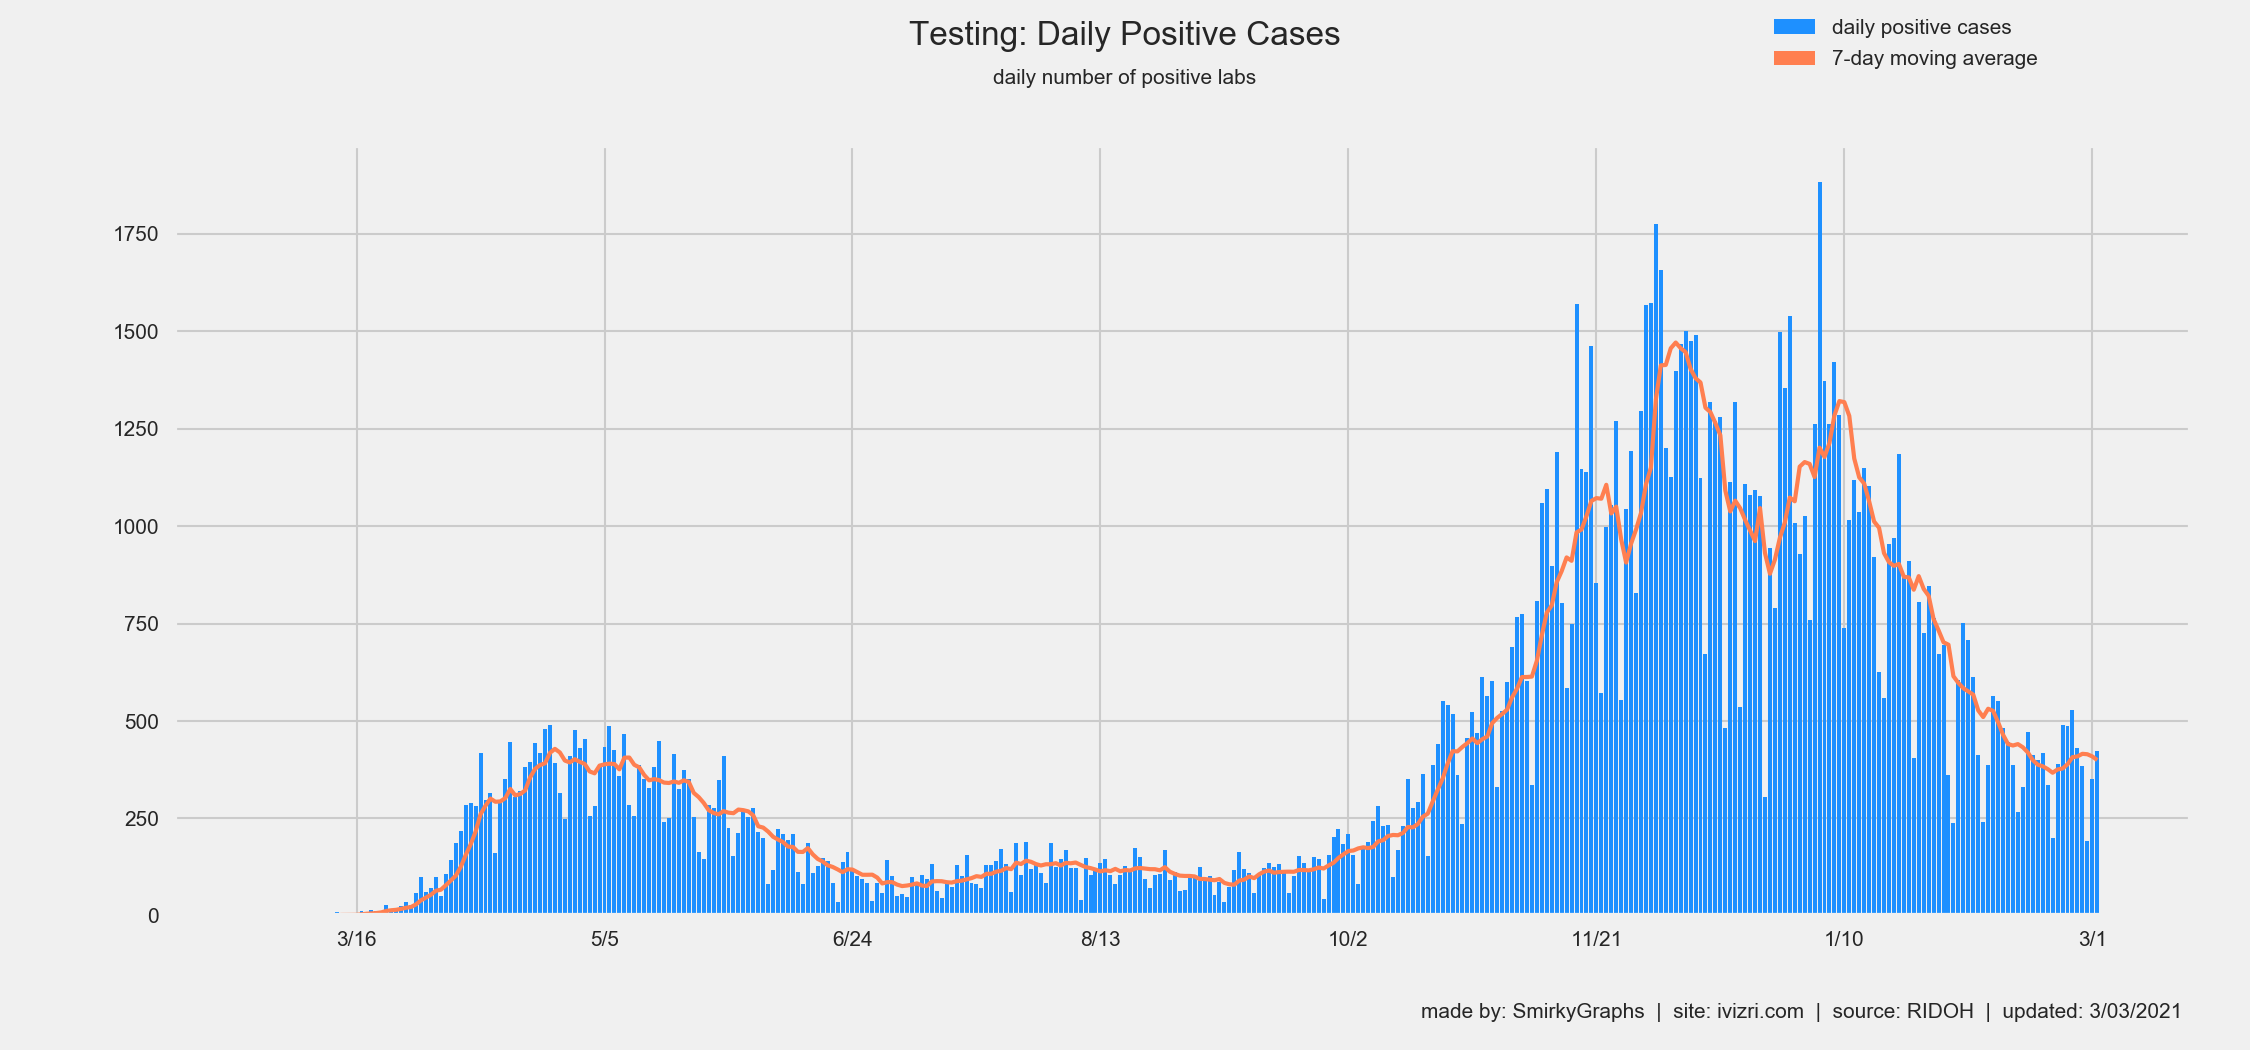 Testing: Daily Positive Cases
daily number of positive labs
daily positive cases
7-day moving average
1750
1500
1250
1000
750
500
250
0
3/16 5/5 6/24 8/13 10/2 11/21 1/10 3/1
made by: SmirkyGraphs | site: ivizri.com | source: RIDOH | updated: 3/03/2021